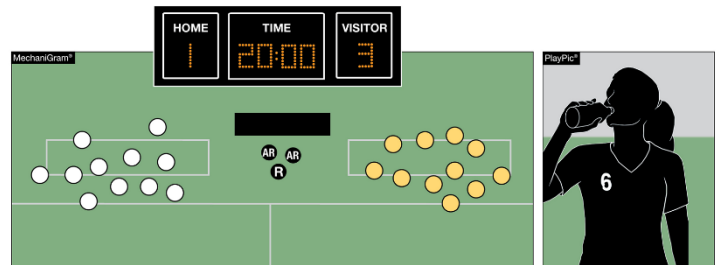 HOME TIME VISITOR
1 20:00 3
MechaniGram®
PlayPic®
AR AR
R
6